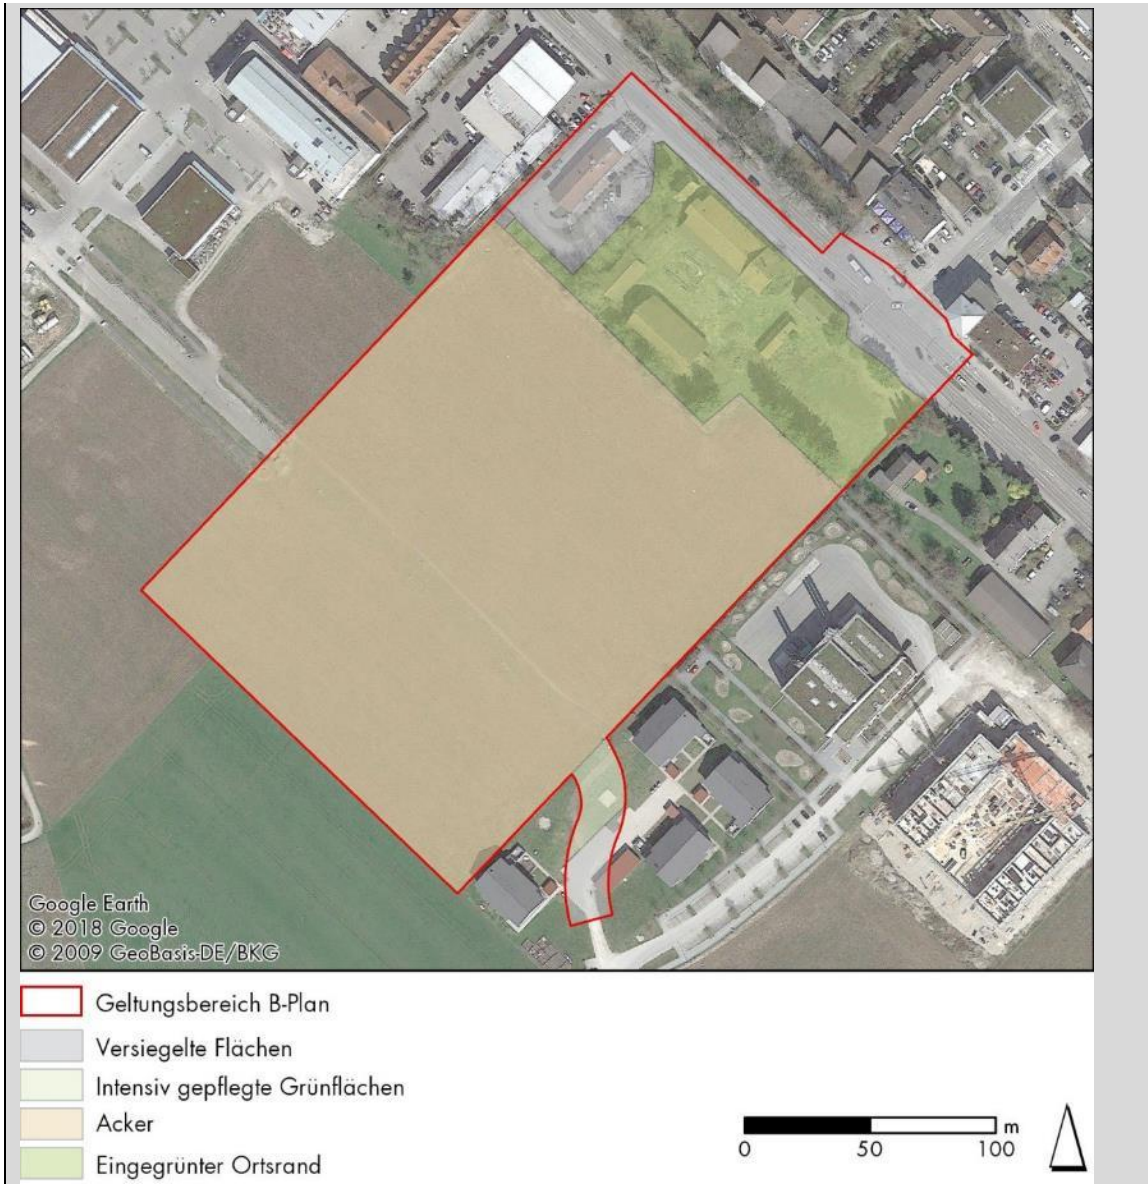 Google Earth
© 2018 Google
© 2009 GeoBasis-DE/BKG
Geltungsbereich B-Plan
Versiegelte Flächen
Intensiv gepflegte Grünflächen
Acker
Eingegrünter Ortsrand
m
0 50 100